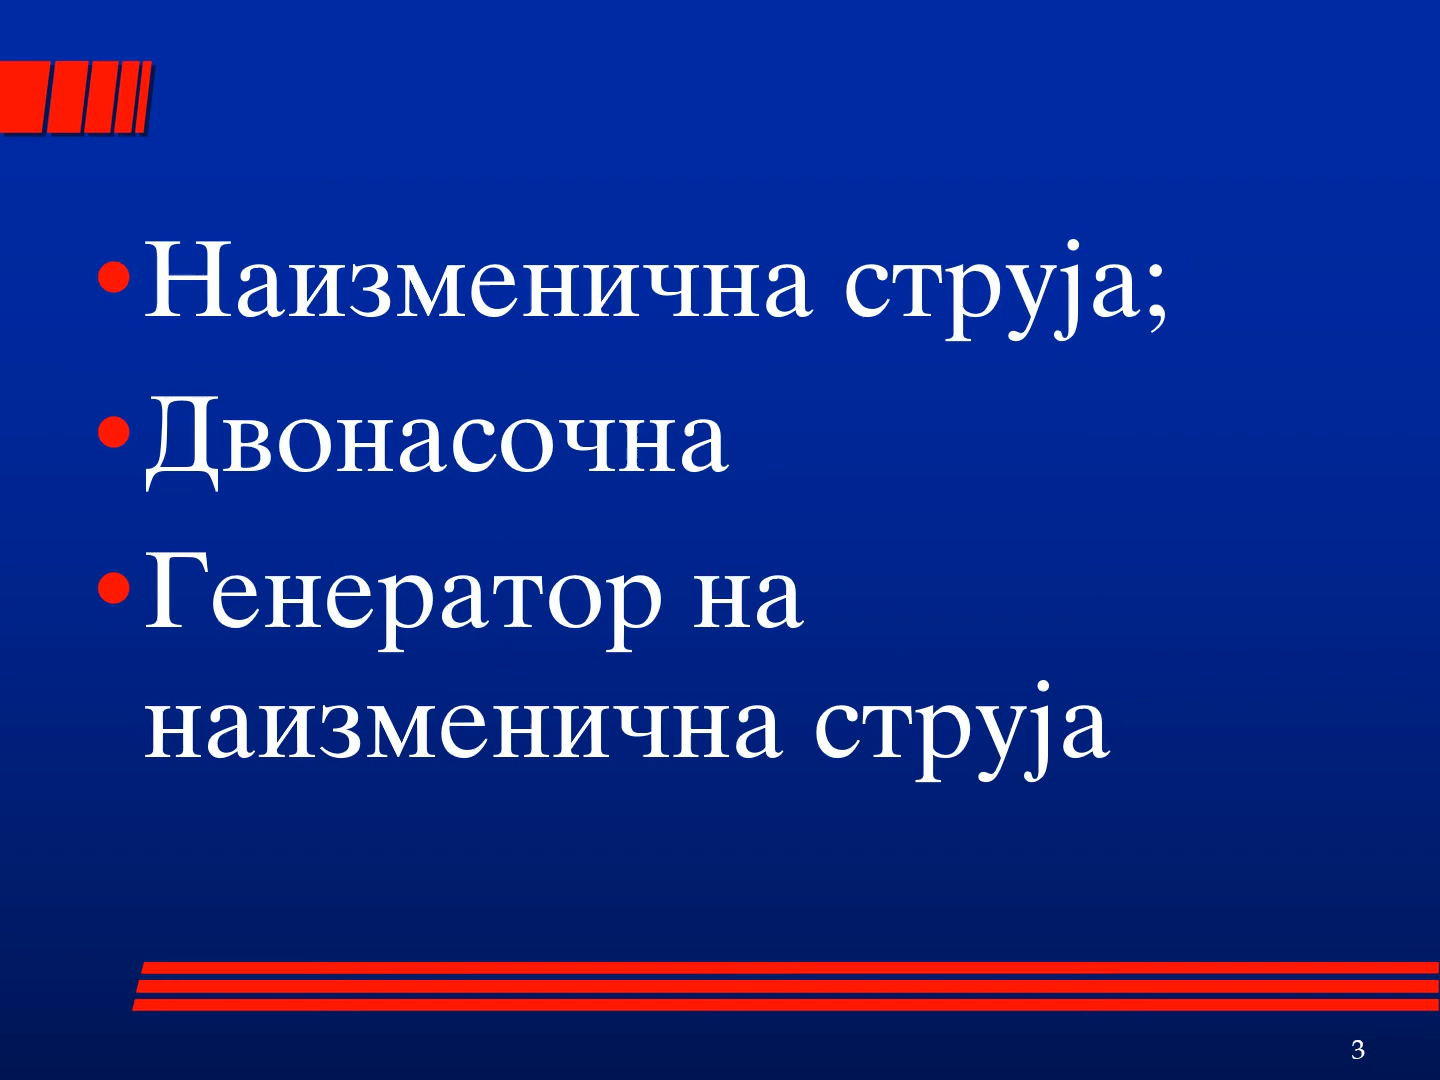 • Наизменична струја;
• Двонасочна
• Генератор на
наизменична струја
3